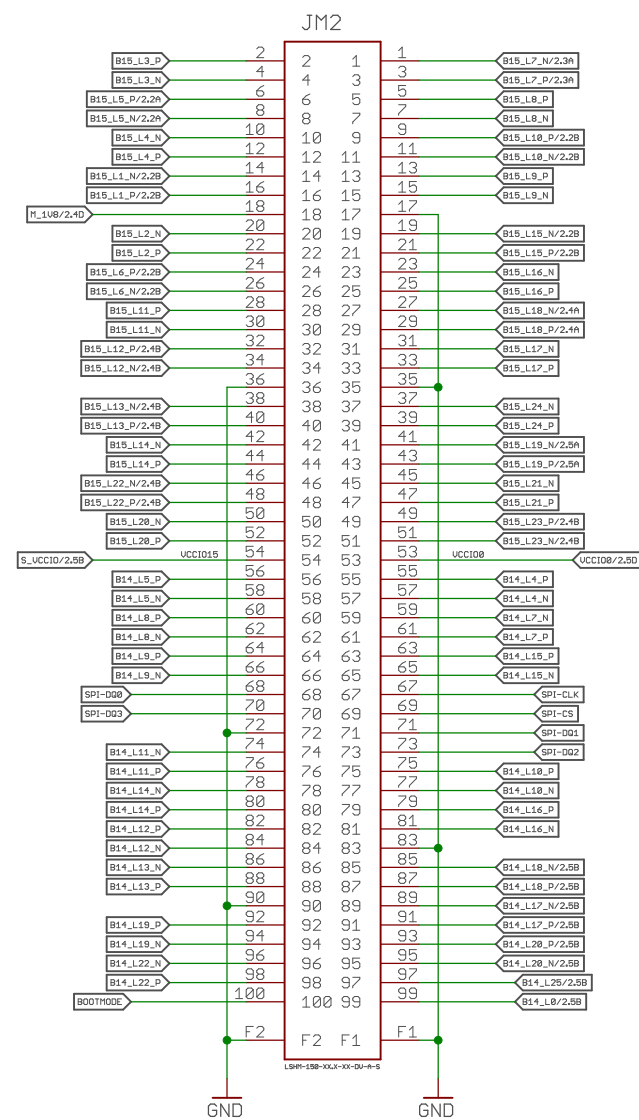 JM2
B15_L3_P 2 2 1 1 B15_L7_N/2.3A
B15_L3_N 4 4 3 3 B15_L7_P/2.3A
B15_L5_P/2.2A 6 6 5 5 B15_L8_P
B15_L5_N/2.2A 8 8 7 7 B15_L8_N
B15_L4_N 10 10 9 9 B15_L10_P/2.2B
B15_L4_P 12 12 11 11 B15_L10_N/2.2B
B15_L1_N/2.2B 14 14 13 13 B15_L9_P
B15_L1_P/2.2B 16 16 15 15 B15_L9_N
M_1V8/2.4D 18 18 17 17
B15_L2_N 20 20 19 19 B15_L15_N/2.2B
B15_L2_P 22 22 21 21 B15_L15_P/2.2B
B15_L6_P/2.2B 24 24 23 23 B15_L16_N
B15_L6_N/2.2B 26 26 25 25 B15_L16_P
B15_L11_P 28 28 27 27 B15_L18_N/2.4A
B15_L11_N 30 30 29 29 B15_L18_P/2.4A
B15_L12_P/2.4B 32 32 31 31 B15_L17_N
B15_L12_N/2.4B 34 34 33 33 B15_L17_P
36 36 35 35
B15_L13_N/2.4B 38 38 37 37 B15_L24_N
B15_L13_P/2.4B 40 40 39 39 B15_L24_P
B15_L14_N 42 42 41 41 B15_L19_N/2.5A
B15_L14_P 44 44 43 43 B15_L19_P/2.5A
B15_L22_N/2.4B 46 46 45 45 B15_L21_N
B15_L22_P/2.4B 48 48 47 47 B15_L21_P
B15_L20_N 50 50 49 49 B15_L23_P/2.4B
B15_L20_P 52 52 51 51 B15_L23_N/2.4B
S_VCCIO/2.5B VCCIO15 54 54 53 53 VCCIO0 VCCIO0/2.5D
B14_L5_P 56 56 55 55 B14_L4_P
B14_L5_N 58 58 57 57 B14_L4_N
B14_L8_P 60 60 59 59 B14_L7_N
B14_L8_N 62 62 61 61 B14_L7_P
B14_L9_P 64 64 63 63 B14_L15_P
B14_L9_N 66 66 65 65 B14_L15_N
SPI-DQ0 68 68 67 67 SPI-CLK
SPI-DQ3 70 70 69 69 SPI-CS
72 72 71 71 SPI-DQ1
B14_L11_N 74 74 73 73 SPI-DQ2
B14_L11_P 76 76 75 75 B14_L10_P
B14_L14_N 78 78 77 77 B14_L10_N
B14_L14_P 80 80 79 79 B14_L16_P
B14_L12_P 82 82 81 81 B14_L16_N
B14_L12_N 84 84 83 83
B14_L13_N 86 86 85 85 B14_L18_N/2.5B
B14_L13_P 88 88 87 87 B14_L18_P/2.5B
90 90 89 89 B14_L17_N/2.5B
B14_L19_P 92 92 91 91 B14_L17_P/2.5B
B14_L19_N 94 94 93 93 B14_L20_P/2.5B
B14_L22_N 96 96 95 95 B14_L20_N/2.5B
B14_L22_P 98 98 97 97 B14_L25/2.5B
BOOTMODE 100 100 99 99 B14_L0/2.5B
F2 F2 F1 F1
LSHM-150-XX.X-XX-DV-A-S
GND GND